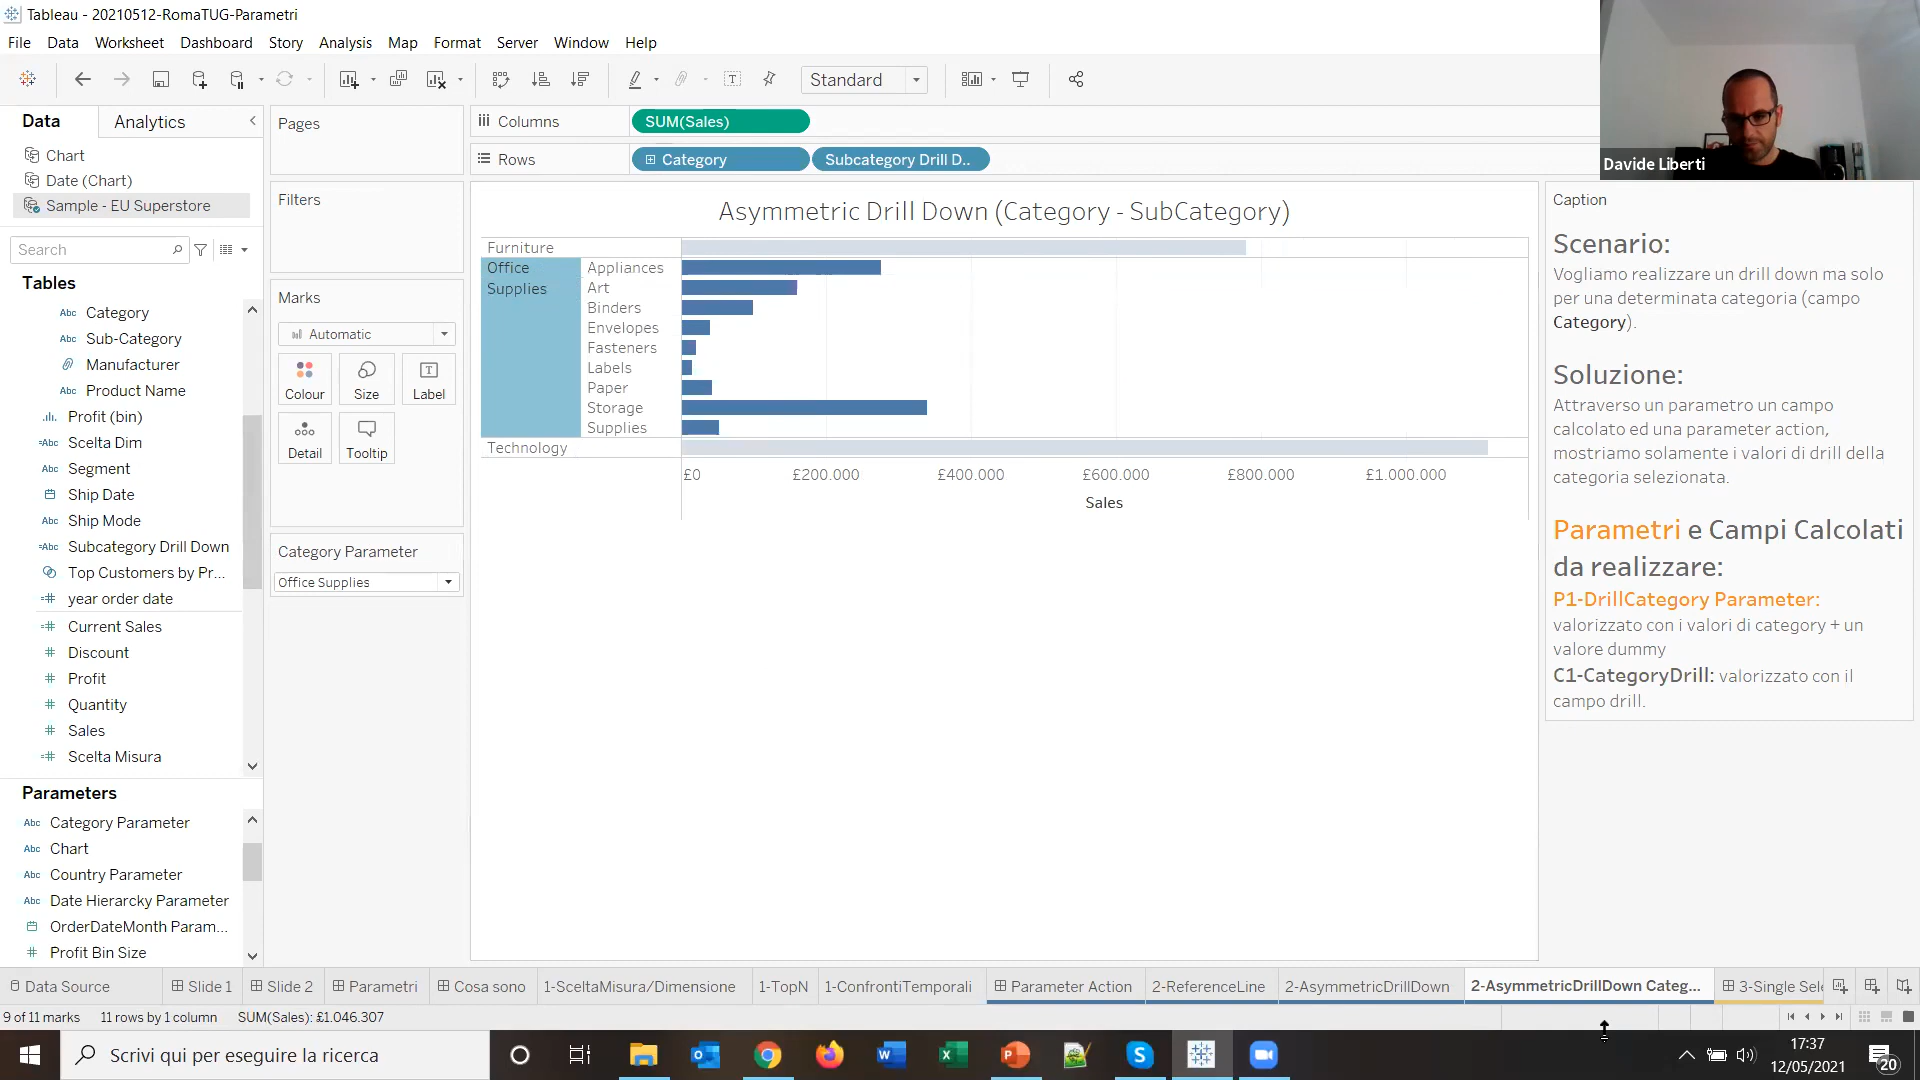 Tableau - 20210512-RomaTUG-Parametri
File Data Worksheet Dashboard Story Analysis Map Format Server Window Help
Standard
Davide Liberti
Data Analytics
Pages
Columns SUM(Sales)
Chart
Date (Chart)
Sample - EU Superstore
Rows Category Subcategory Drill D..
Filters
Search
Tables
Category
Sub-Category
Manufacturer
Product Name
Profit (bin)
Scelta Dim
Segment
Ship Date
Ship Mode
Subcategory Drill Down
Top Customers by Pr...
year order date
Current Sales
Discount
Profit
Quantity
Sales
Scelta Misura
Parameters
Category Parameter
Chart
Country Parameter
Date Hierarcky Parameter
OrderDateMonth Param...
Profit Bin Size
Marks
Automatic
Colour Size Label
Detail Tooltip
Category Parameter
Office Supplies
Asymmetric Drill Down (Category - SubCategory)
Furniture
Office
Supplies
Appliances
Art
Binders
Envelopes
Fasteners
Labels
Paper
Storage
Supplies
Technology
£0 £200.000 £400.000 £600.000 £800.000 £1.000.000
Sales
Caption
Scenario:
Vogliamo realizzare un drill down ma solo
per una determinata categoria (campo
Category).
Soluzione:
Attraverso un parametro un campo
calcolato ed una parameter action,
mostriamo solamente i valori di drill della
categoria selezionata.
Parametri e Campi Calcolati
da realizzare:
P1-DrillCategory Parameter:
valorizzato con i valori di category + un
valore dummy
C1-CategoryDrill: valorizzato con il
campo drill.
Data Source Slide 1 Slide 2 Parametri Cosa sono 1-SceltaMisura/Dimensione 1-TopN 1-ConfrontiTemporali Parameter Action 2-ReferenceLine 2-AsymmetricDrillDown 2-AsymmetricDrillDown Categ... 3-Single Sele
9 of 11 marks 11 rows by 1 column SUM(Sales): £1.046.307
Scrivi qui per eseguire la ricerca
17:37
12/05/2021
20